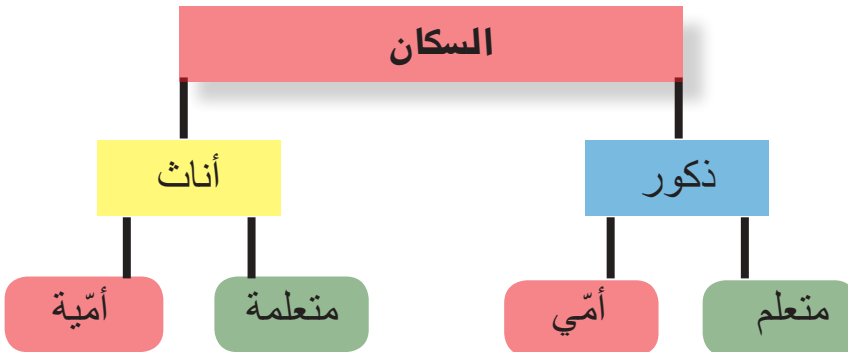 السكان
ذكور
أناث
متعلم
أمّي
متعلمة
أمّية